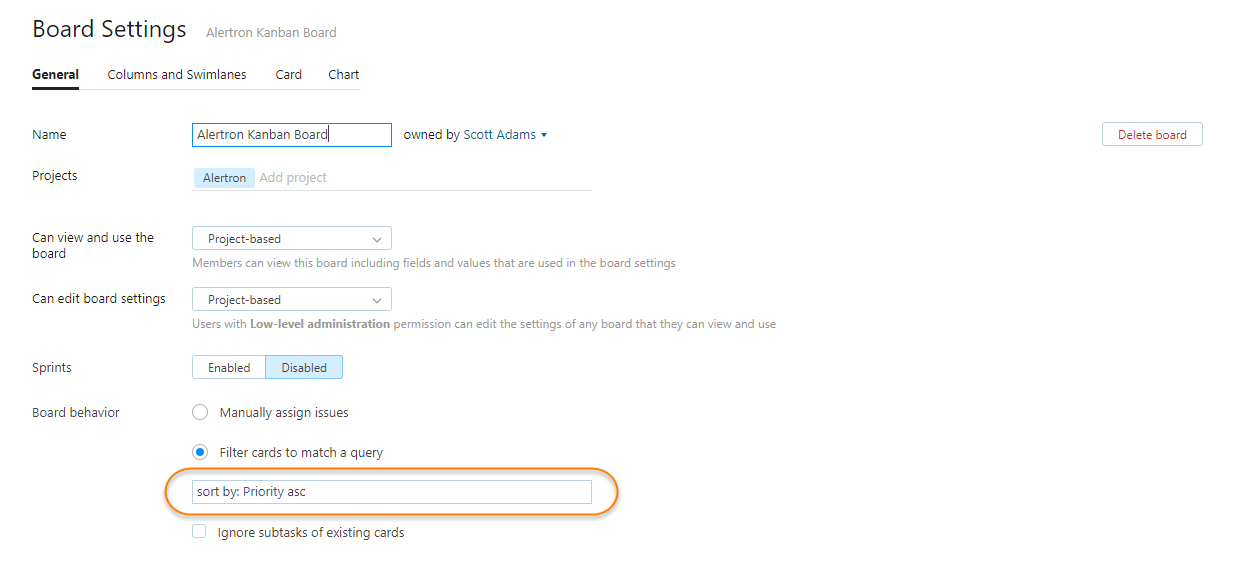 Board Settings Alertron Kanban Board
General Columns and Swimlanes Card Chart
Name Alertron Kanban Board owned by Scott Adams Delete board
Projects Alertron Add project
Can view and use the
board
Project-based
Members can view this board including fields and values that are used in the board settings
Can edit board settings Project-based
Users with Low-level administration permission can edit the settings of any board that they can view and use
Sprints Enabled Disabled
Board behavior Manually assign issues
Filter cards to match a query
sort by: Priority asc
Ignore subtasks of existing cards